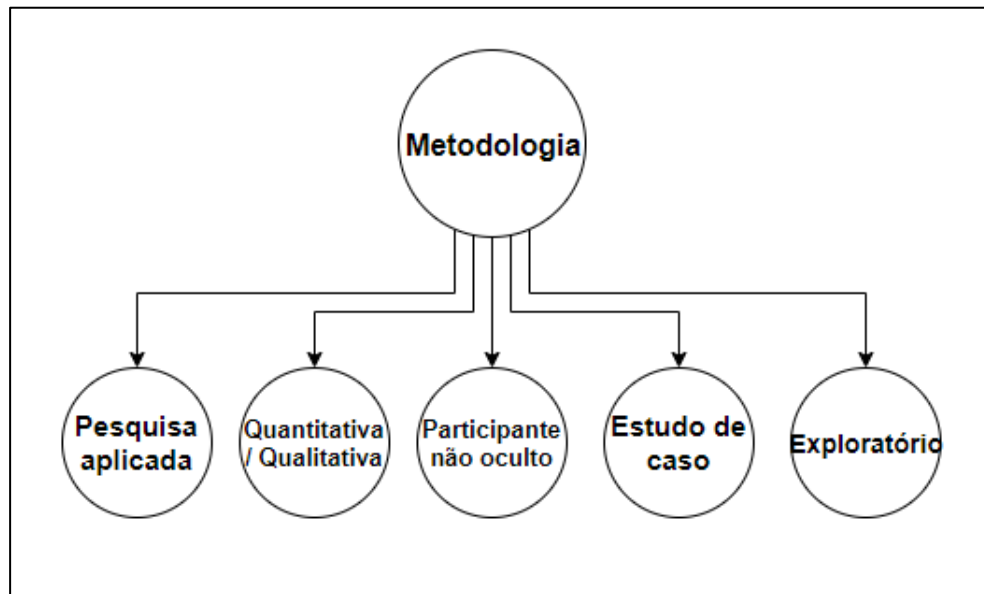 Metodologia
Pesquisa
aplicada
Quantitativa
/ Qualitativa
Participante
não oculto
Estudo de
caso
Exploratório